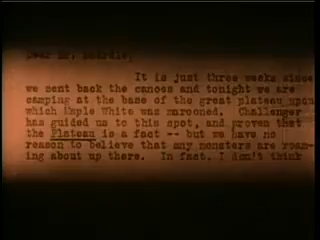 Dear Mr. McArdle,
It is just three weeks since
we sent back the canoes and tonight we are
camping at the base of the great plateau upon
which Maple White was marooned. Challenger
has guided us to this spot, and proven that
the Plateau is a fact -- but we have no
reason to believe that any monsters are roam-
ing about up there. In fact, I don't think